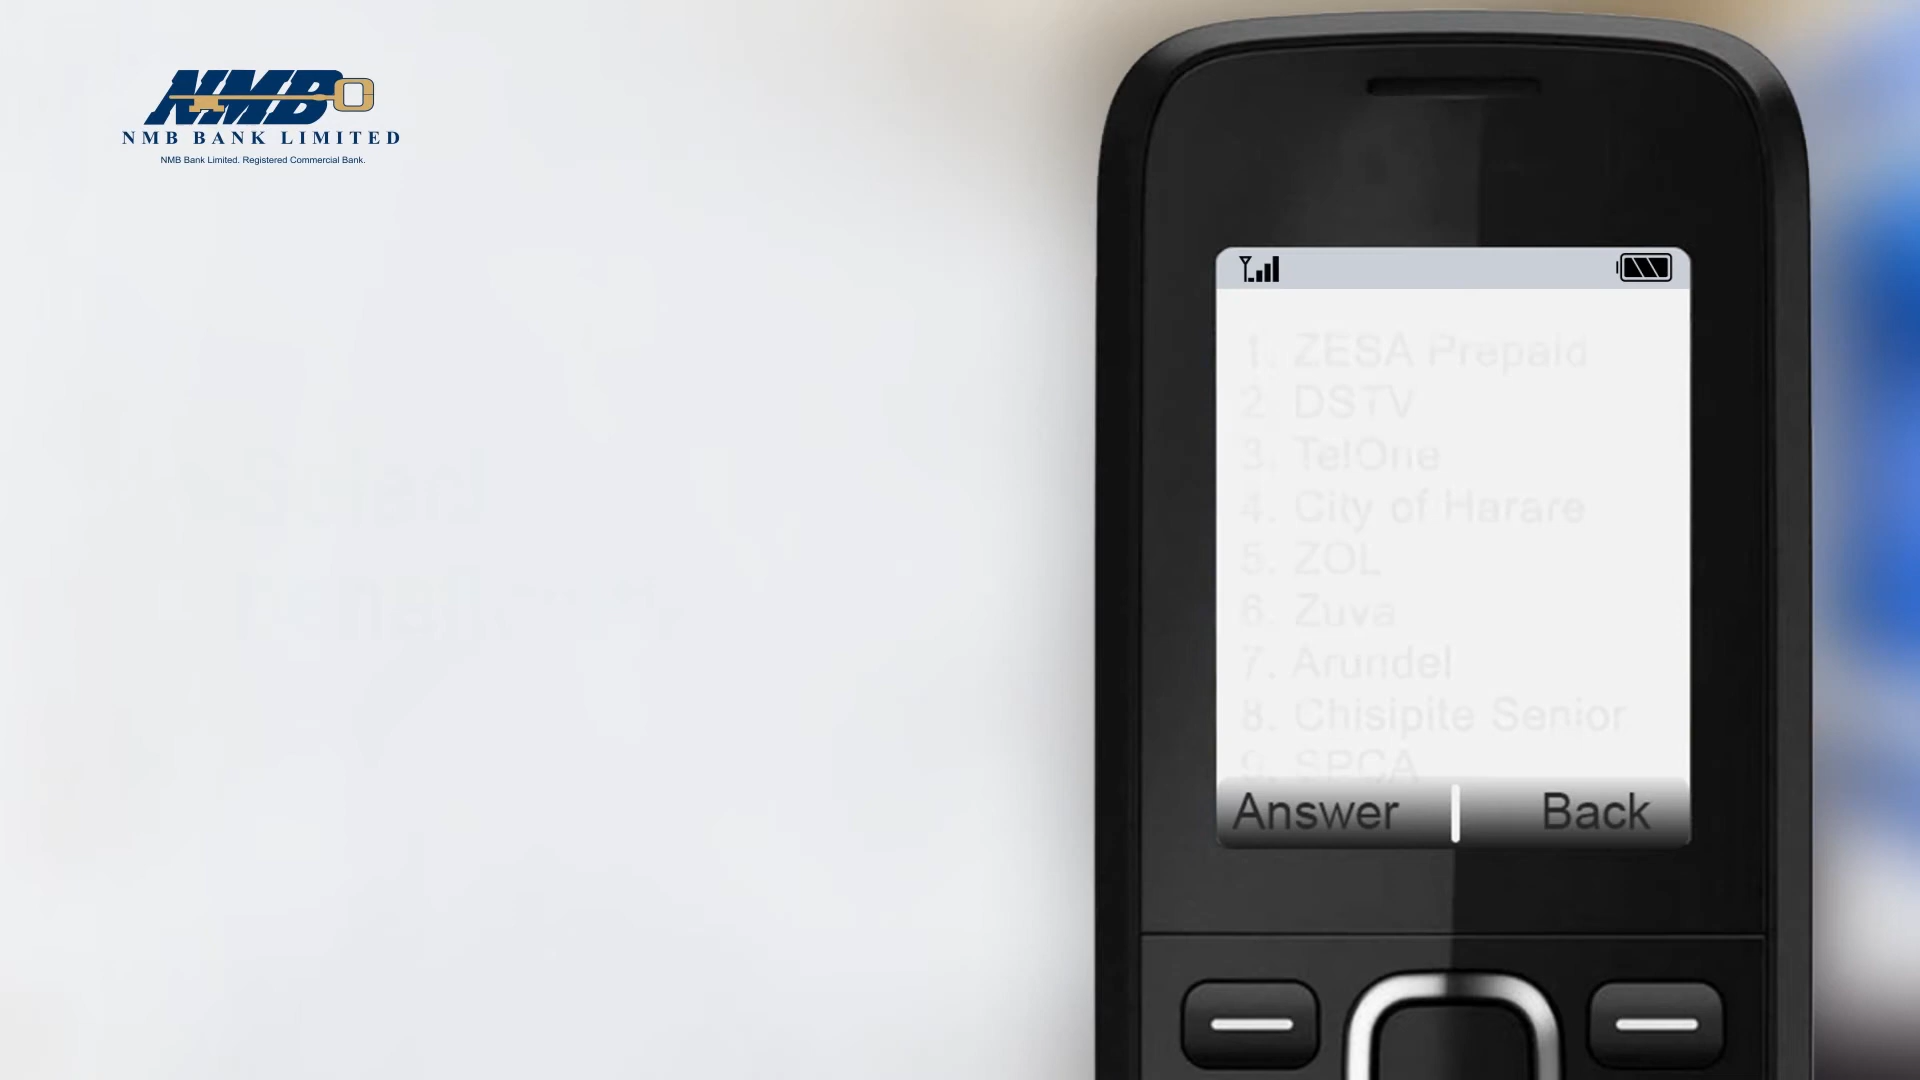 NMB
NMB BANK LIMITED
NMB Bank Limited. Registered Commercial Bank.
1. ZESA Prepaid
2. DSTV
3. TelOne
4. City of Harare
5. ZOL
6. Zuva
7. Arundel
8. Chisipite Senior
9. SPCA
Answer
Back